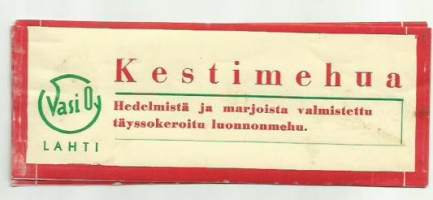 Kestimehua
Vasi Oy
LAHTI
Hedelmistä ja marjoista valmistettu
täyssokeroitu luonnonmehu.